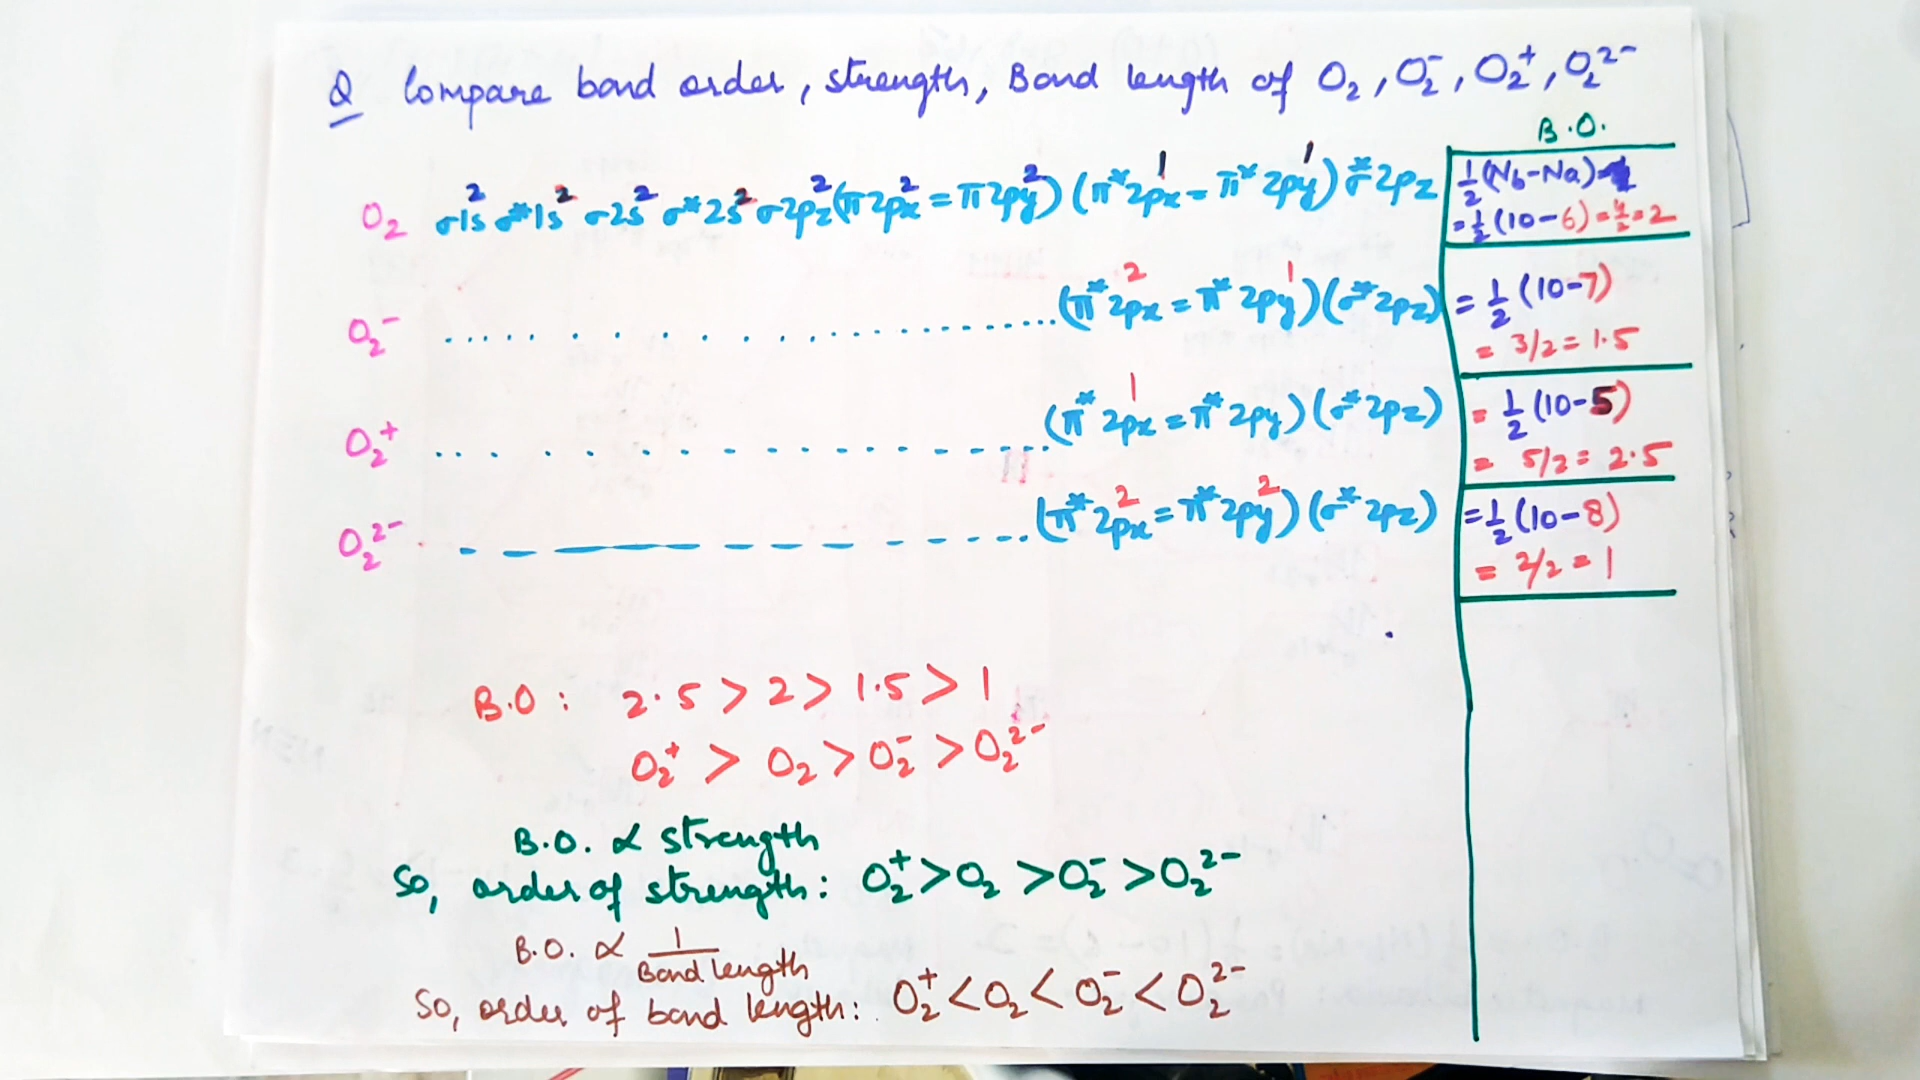 Q Compare bond order, strength, Bond length of O₂, O₂⁻, O₂⁺, O₂²⁻
B.O.
O₂ σ1s² σ*1s² σ2s² σ*2s² σ2pz² (π2px² = π2py²) (π*2px¹ = π*2py¹) σ*2pz
½(Nb-Na)
= ½(10-6) = 4/2 = 2
O₂⁻ .............................. (π*2px² = π*2py¹)(σ*2pz)
= ½(10-7)
= 3/2 = 1.5
O₂⁺ .............................. (π*2px¹ = π*2py)(σ*2pz)
= ½(10-5)
= 5/2 = 2.5
O₂²⁻ - - - - - - - - - ..... (π*2px² = π*2py²)(σ*2pz)
= ½(10-8)
= 2/2 = 1
B.O : 2.5 > 2 > 1.5 > 1
O₂⁺ > O₂ > O₂⁻ > O₂²⁻
B.O. ∝ strength
So, order of strength: O₂⁺ > O₂ > O₂⁻ > O₂²⁻
B.O. ∝ 1/Bond length
So, order of bond length: O₂⁺ < O₂ < O₂⁻ < O₂²⁻